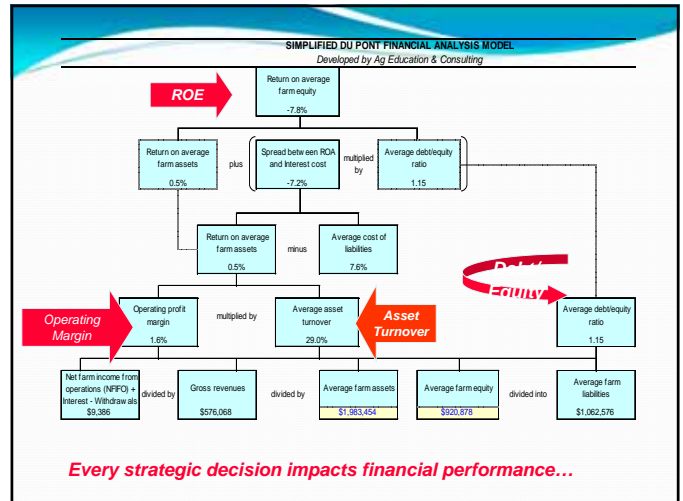 SIMPLIFIED DU PONT FINANCIAL ANALYSIS MODEL
Developed by Ag Education & Consulting
ROE
Return on average
farm equity
-7.8%
Return on average
farm assets
0.5%
plus
Spread between ROA
and Interest cost
-7.2%
multiplied
by
Average debt/equity
ratio
1.15
Return on average
farm assets
0.5%
minus
Average cost of
liabilities
7.6%
Debt/
Equity
Operating
Margin
Operating profit
margin
1.6%
multiplied by
Average asset
turnover
29.0%
Asset
Turnover
Average debt/equity
ratio
1.15
Net farm income from
operations (NFIFO) +
Interest - Withdrawals
$9,386
divided by
Gross revenues
$576,068
divided by
Average farm assets
$1,983,454
Average farm equity
$920,878
divided into
Average farm
liabilities
$1,062,576
Every strategic decision impacts financial performance…